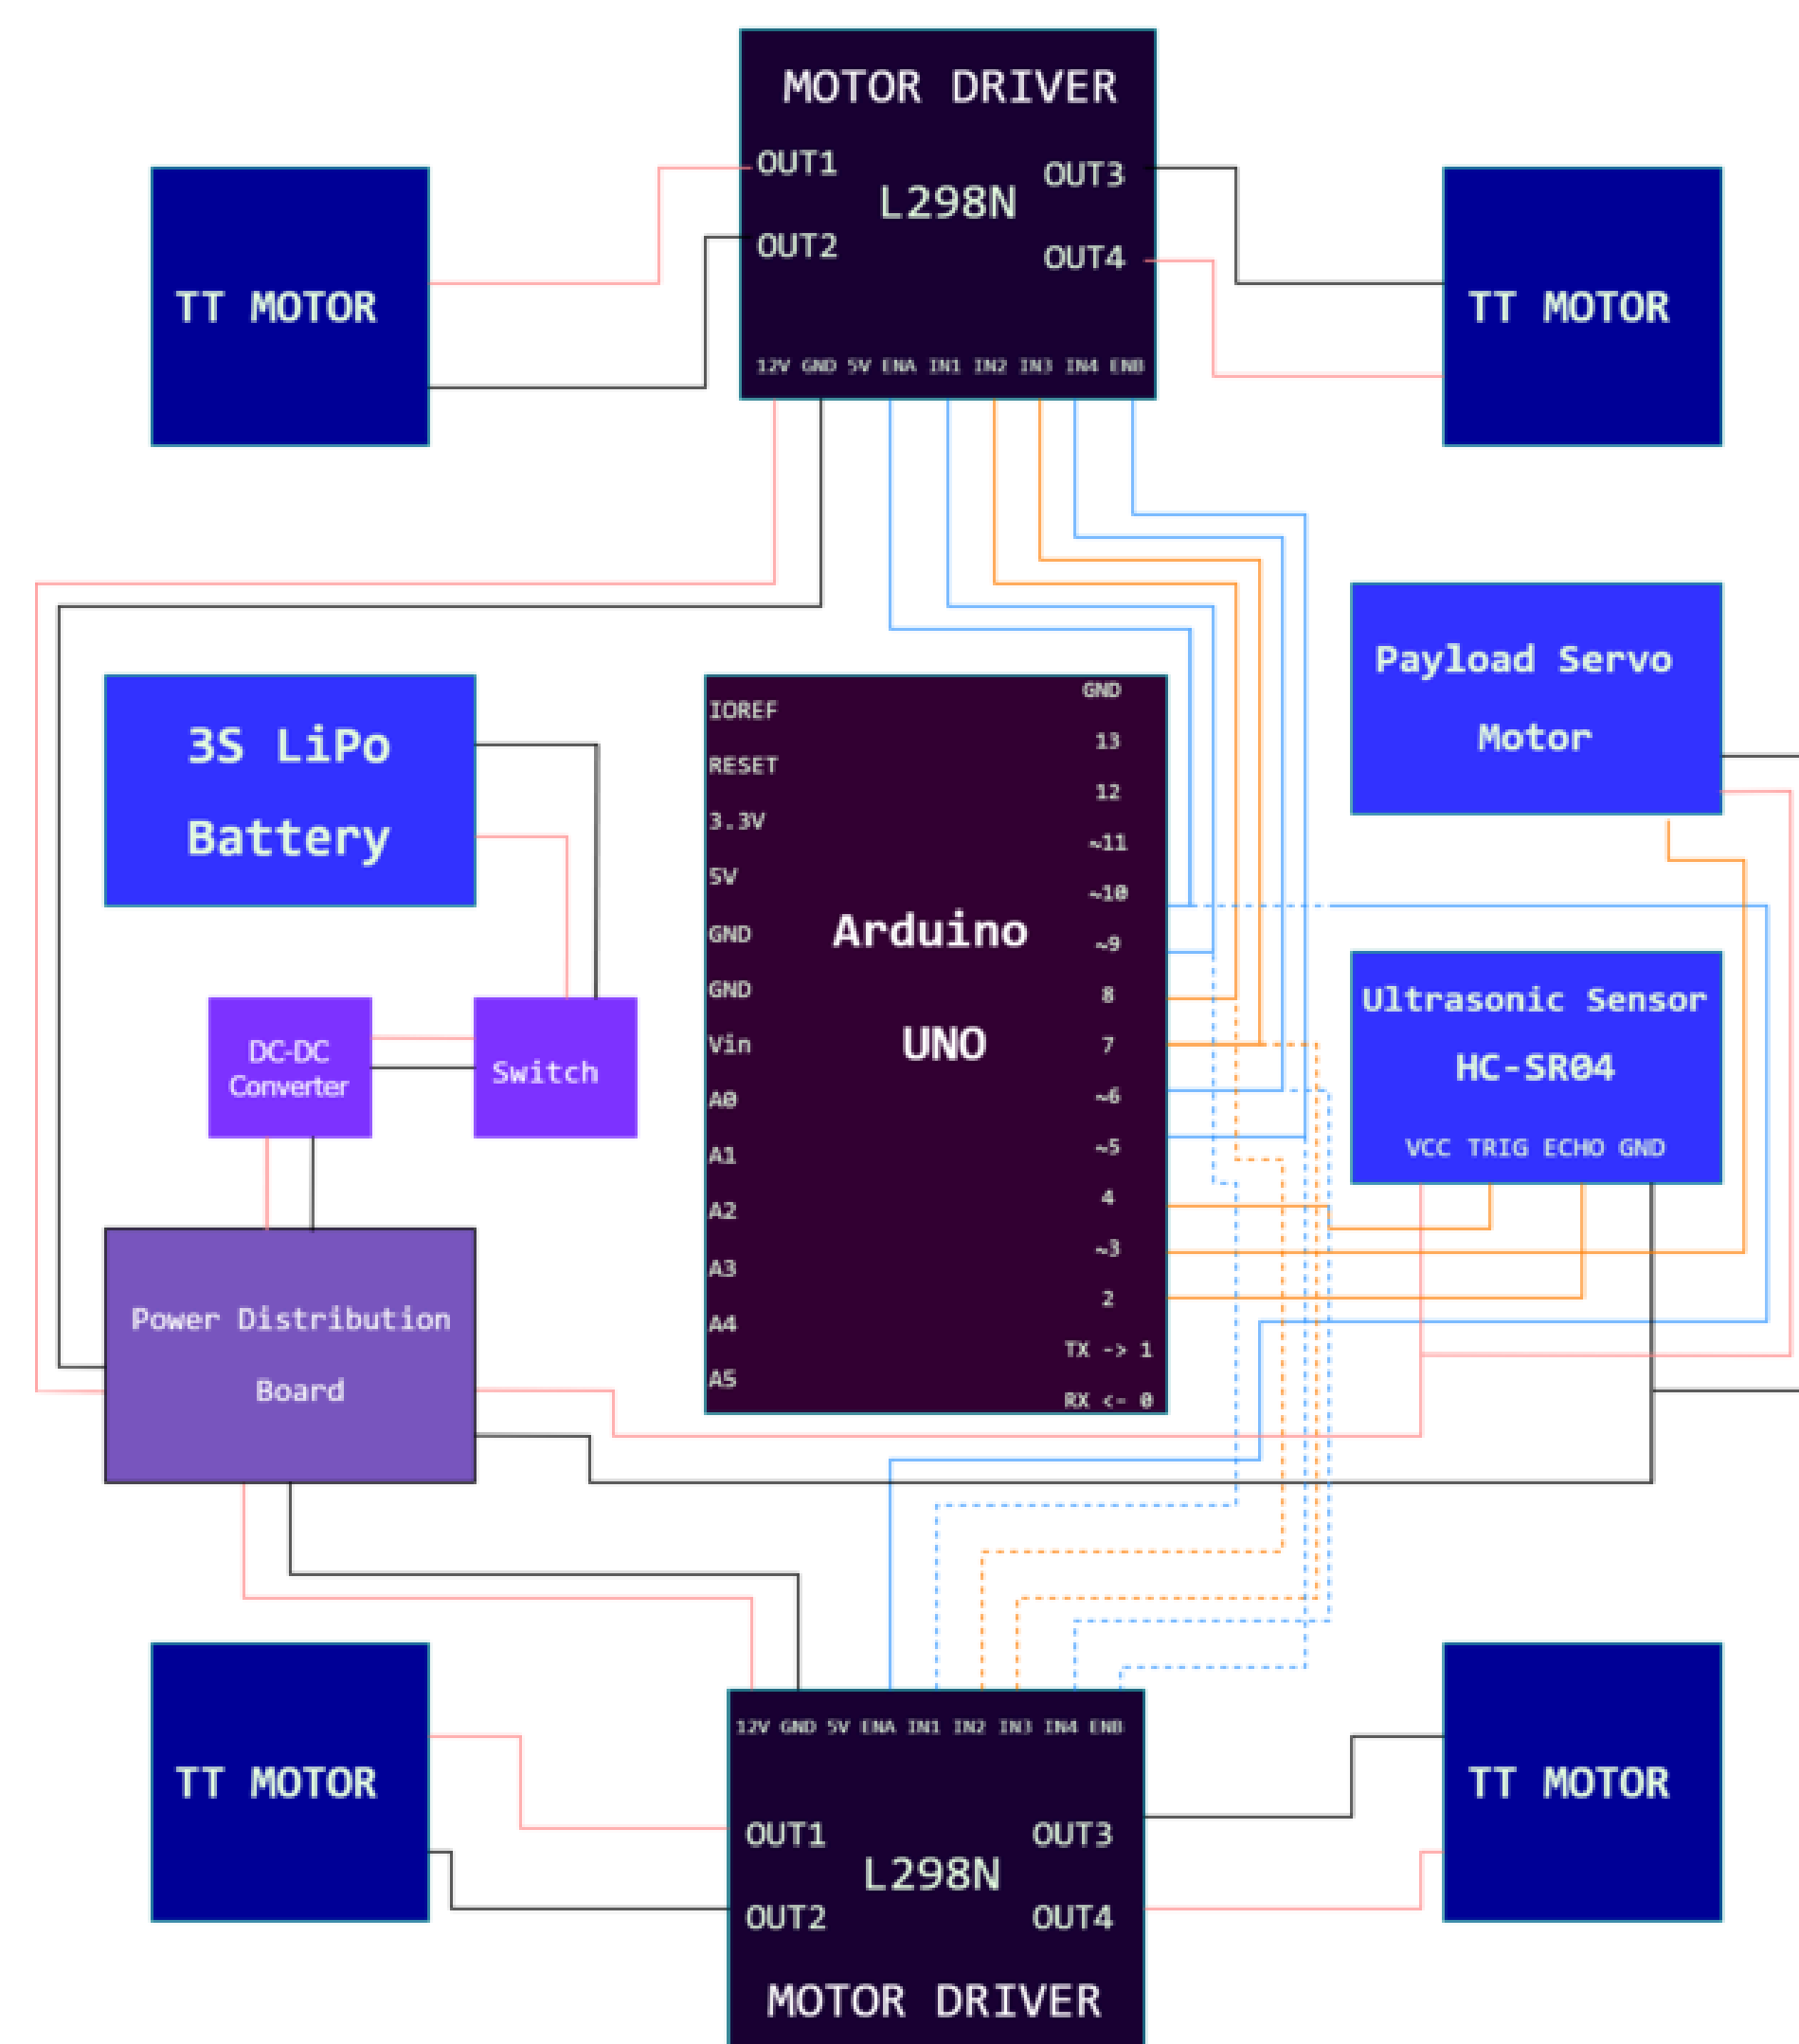 MOTOR DRIVER
OUT1
OUT3
L298N
OUT2
OUT4
12V GND 5V ENA IN1 IN2 IN3 IN4 ENB
TT MOTOR
TT MOTOR
Payload Servo
Motor
3S LiPo
Battery
IOREF
RESET
3.3V
5V
GND
GND
Vin
A0
A1
A2
A3
A4
A5
Arduino
UNO
GND
13
12
~11
~10
~9
8
7
~6
~5
4
~3
2
TX -> 1
RX <- 0
Ultrasonic Sensor
HC-SR04
VCC TRIG ECHO GND
DC-DC
Converter
Switch
Power Distribution
Board
TT MOTOR
TT MOTOR
12V GND 5V ENA IN1 IN2 IN3 IN4 ENB
OUT1
OUT3
L298N
OUT2
OUT4
MOTOR DRIVER